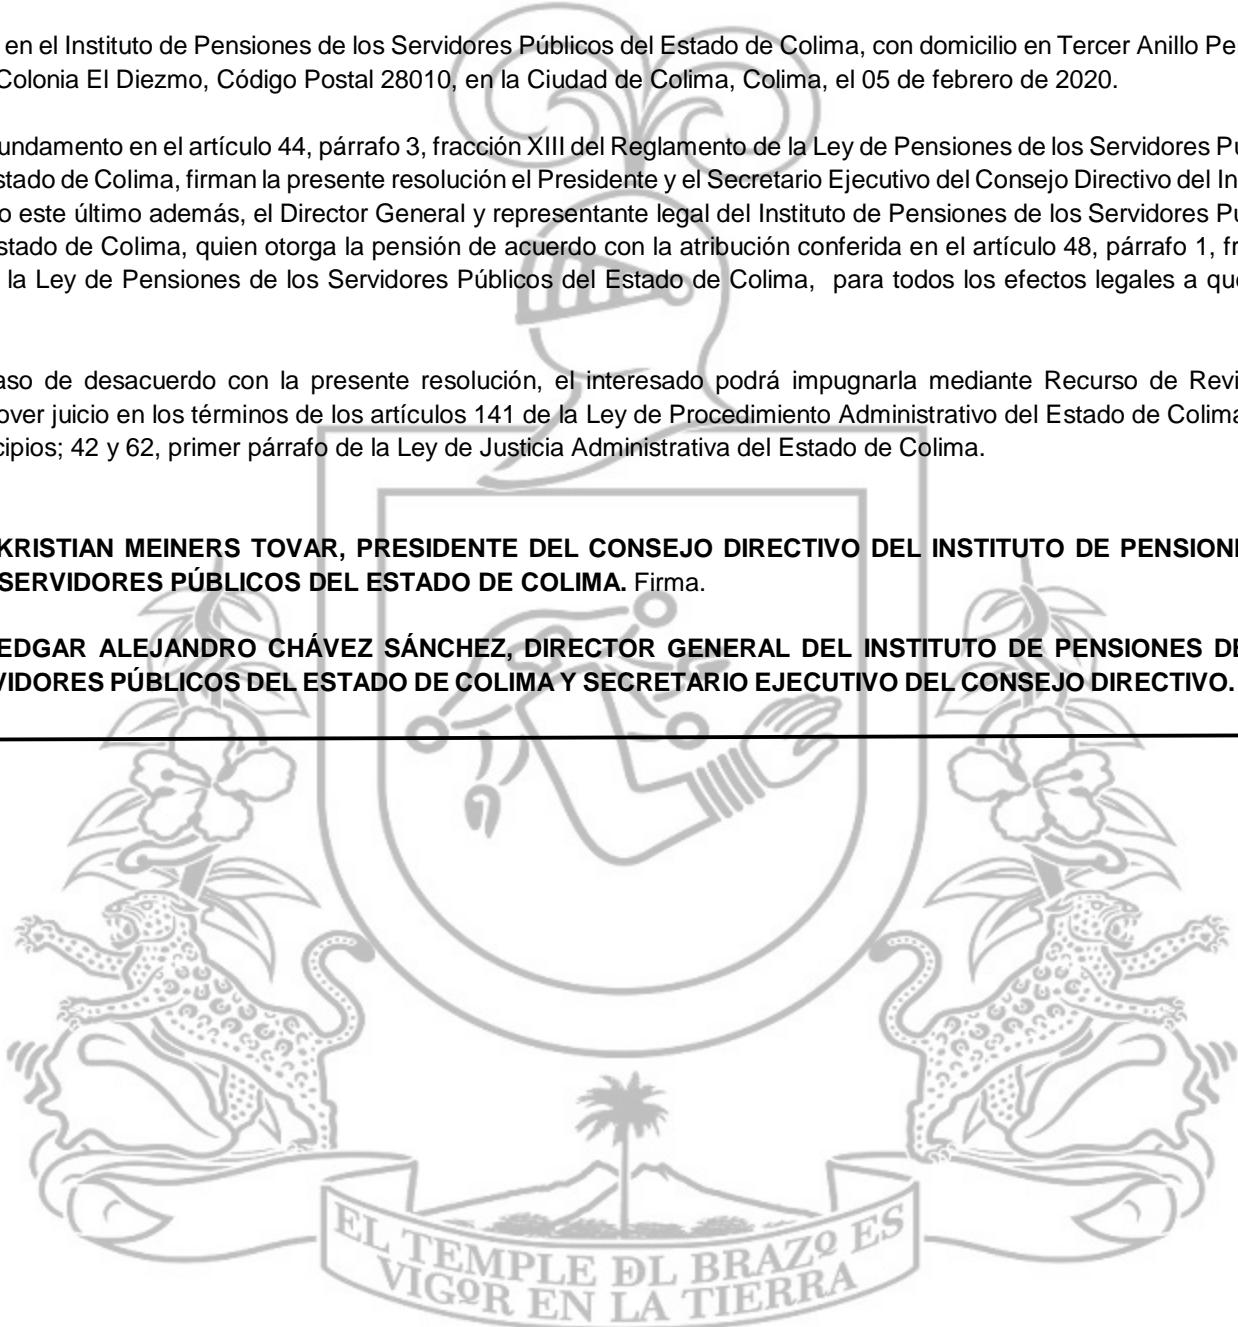 en el Instituto de Pensiones de los Servidores Públicos del Estado de Colima, con domicilio en Tercer Anillo Pe
Colonia El Diezmo, Código Postal 28010, en la Ciudad de Colima, Colima, el 05 de febrero de 2020.
undamento en el artículo 44, párrafo 3, fracción XIII del Reglamento de la Ley de Pensiones de los Servidores Pú
stado de Colima, firman la presente resolución el Presidente y el Secretario Ejecutivo del Consejo Directivo del In
o este último además, el Director General y representante legal del Instituto de Pensiones de los Servidores Pú
stado de Colima, quien otorga la pensión de acuerdo con la atribución conferida en el artículo 48, párrafo 1, fr
la Ley de Pensiones de los Servidores Públicos del Estado de Colima, para todos los efectos legales a que
aso de desacuerdo con la presente resolución, el interesado podrá impugnarla mediante Recurso de Revi
over juicio en los términos de los artículos 141 de la Ley de Procedimiento Administrativo del Estado de Colima
cipios; 42 y 62, primer párrafo de la Ley de Justicia Administrativa del Estado de Colima.
KRISTIAN MEINERS TOVAR, PRESIDENTE DEL CONSEJO DIRECTIVO DEL INSTITUTO DE PENSION
SERVIDORES PÚBLICOS DEL ESTADO DE COLIMA. Firma.
EDGAR ALEJANDRO CHÁVEZ SÁNCHEZ, DIRECTOR GENERAL DEL INSTITUTO DE PENSIONES DE
VIDORES PÚBLICOS DEL ESTADO DE COLIMA Y SECRETARIO EJECUTIVO DEL CONSEJO DIRECTIVO.
EL TEMPLE DL BRAZº ES
VIGºR EN LA TIERRA